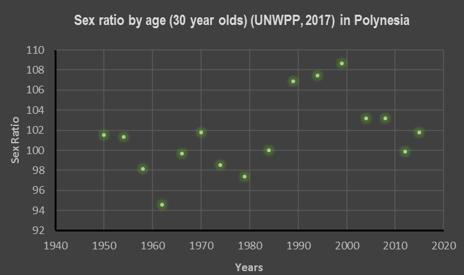 Sex ratio by age (30 year olds) (UNWPP, 2017) in Polynesia
110
108
106
104
102
100
98
96
94
92
Sex Ratio
1940 1950 1960 1970 1980 1990 2000 2010 2020
Years